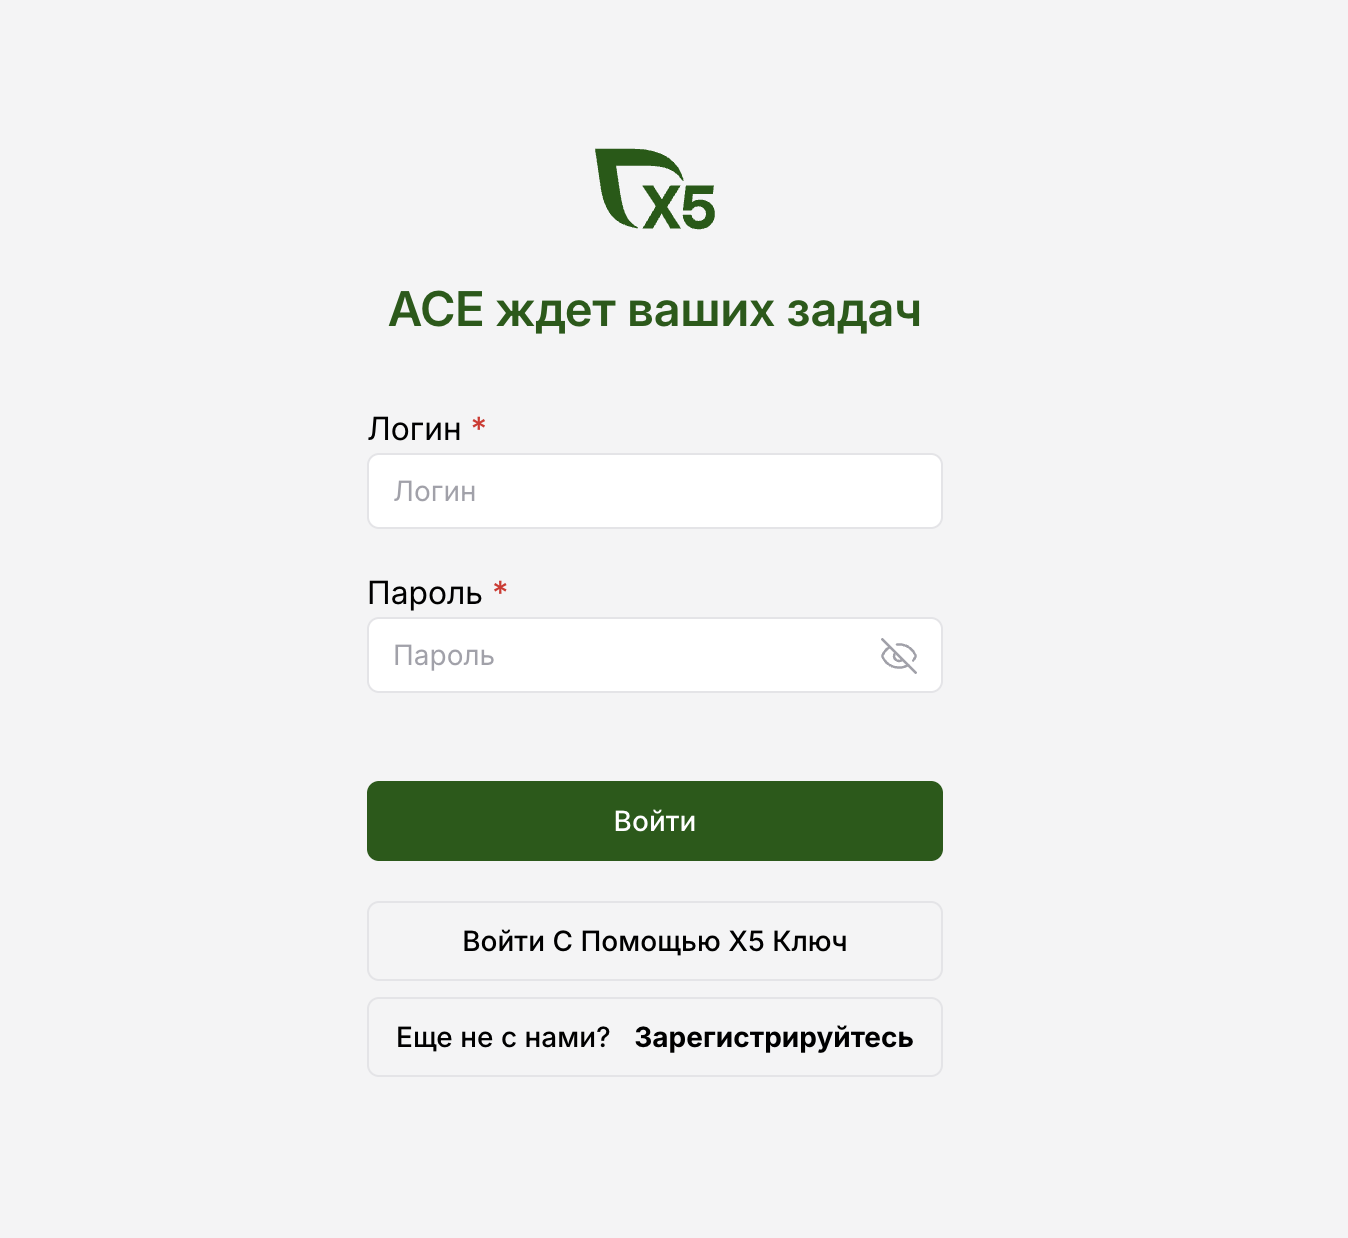 X5
ACE ждет ваших задач
Логин *
Логин
Пароль *
Пароль
Войти
Войти С Помощью X5 Ключ
Еще не с нами? Зарегистрируйтесь